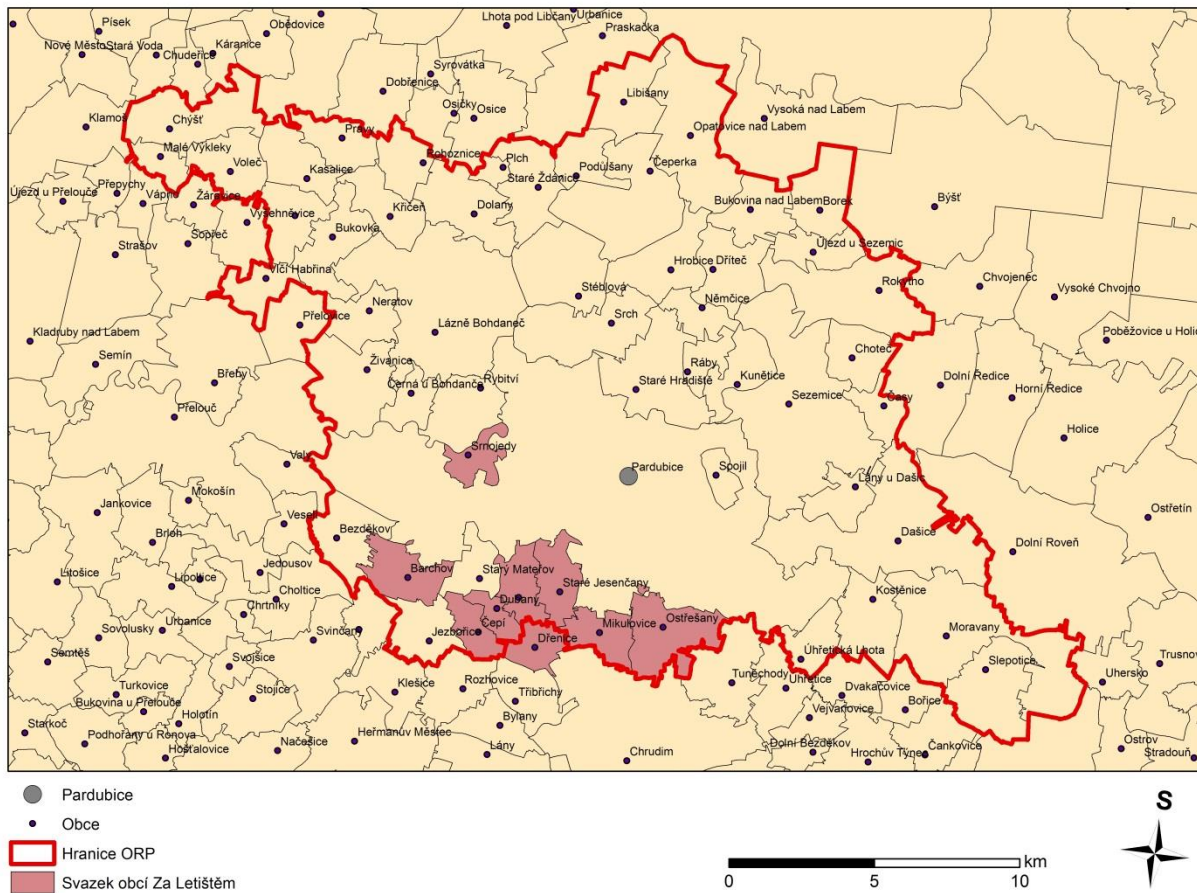 Písek
Obědovice
Lhota pod Libčany
Urbanice
Praskačka
Nové Město
Stará Voda
Káranice
Chudeřice
Syrovátka
Dobřenice
Libišany
Osičky
Osice
Vysoká nad Labem
Klamoš
Chýšť
Pravy
Opatovice nad Labem
Malé Výkleky
Voleč
Kasalice
Rohoznice
Plch
Podůlšany
Čeperka
Staré Ždánice
Újezd u Přelouče
Přepychy
Vápno
Žáravice
Vyšehněvice
Křičeň
Dolany
Bukovina nad Labem
Borek
Býšť
Strašov
Sopřeč
Bukovka
Újezd u Sezemic
Vlčí Habřina
Hrobice
Dříteč
Rokytno
Chvojenec
Vysoké Chvojno
Stéblová
Neratov
Němčice
Přelovice
Srch
Lázně Bohdaneč
Kladruby nad Labem
Poběžovice u Holic
Semín
Živanice
Ráby
Choteč
Břehy
Černá u Bohdanče
Rybitví
Staré Hradiště
Kunětice
Dolní Ředice
Horní Ředice
Sezemice
Časy
Přelouč
Holice
Srnojedy
Valy
Pardubice
Spojil
Lány u Dašic
Mokošín
Jankovice
Veselí
Ostřetín
Brloh
Bezděkov
Dašice
Dolní Roveň
Litošice
Lipoltice
Jedousov
Barchov
Starý Mateřov
Staré Jesenčany
Choltice
Dubany
Kostěnice
Chrtníky
Sovolusky
Urbanice
Svinčany
Jezbořice
Čepí
Dřenice
Mikulovice
Ostřešany
Moravany
Semtěš
Svojšice
Úhřetická Lhota
Slepotice
Trusnov
Turkovice
Stojice
Klešice
Rozhovice
Tuněchody
Úhřetice
Dvakačovice
Uhersko
Bukovina u Přelouče
Holotín
Třibřichy
Bořice
Vejvanovice
Starkoč
Bylany
Podhořany u Ronova
Hošťalovice
Načešice
Heřmanův Městec
Lány
Chrudim
Dolní Bezděkov
Hrochův Týnec
Čankovice
Ostrov
Stradouň
Pardubice
Obce
Hranice ORP
Svazek obcí Za Letištěm
S
km
0 5 10